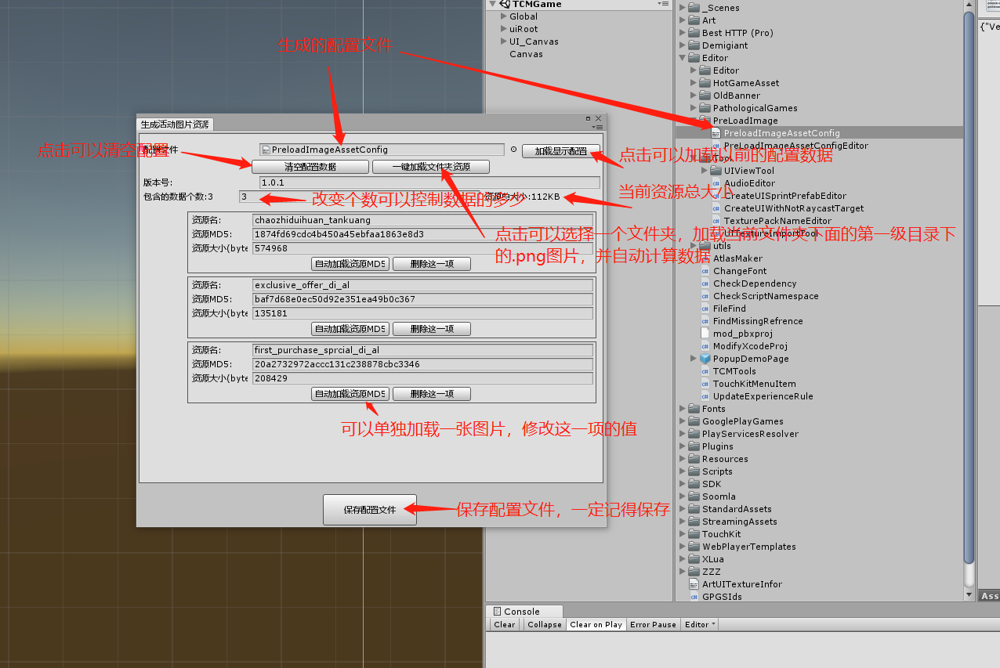 TCMGame
Global
uiRoot
UI_Canvas
Canvas
生成的配置文件
生成活动图片资源
点击可以清空配置
PreloadImageAssetConfig
加载显示配置
点击可以加载以前的配置数据
清空配置数据
一键加载文件夹资源
版本号:
1.0.1
包含的数据个数:3
3
改变个数可以控制数据的多少
资源总大小:112KB
当前资源总大小
点击可以选择一个文件夹，加载当前文件夹下面的第一级目录下
的.png图片，并自动计算数据
资源名:
chaozhiduihuan_tankuang
资源MD5:
1874fd69cdc4b450a45ebfaa1863e8d3
资源大小(byte
574968
自动加载资源MD5
删除这一项
资源名:
exclusive_offer_di_al
资源MD5:
baf7d68e0ec50d92e351ea49b0c367
资源大小(byte
135181
自动加载资源MD5
删除这一项
资源名:
first_purchase_sprcial_di_al
资源MD5:
20a2732972accc131c238878cbc3346
资源大小(byte
208429
自动加载资源MD5
删除这一项
可以单独加载一张图片，修改这一项的值
保存配置文件
保存配置文件，一定记得保存
_Scenes
Art
Best HTTP (Pro)
Demigiant
Editor
Editor
HotGameAsset
OldBanner
PathologicalGames
PreLoadImage
PreloadImageAssetConfig
PreLoadImageAssetConfigEditor
Tool
UIViewTool
AudioEditor
CreateUISprintPrefabEditor
CreateUIWithNotRaycastTarget
TexturePackNameEditor
UITextureImportTool
utils
AtlasMaker
ChangeFont
CheckDependency
CheckScriptNamespace
FileFind
FindMissingRefrence
mod_pbxproj
ModifyXcodeProj
PopupDemoPage
TCMTools
TouchKitMenuItem
UpdateExperienceRule
Fonts
GooglePlayGames
PlayServicesResolver
Plugins
Resources
Scripts
SDK
Soomla
StandardAssets
StreamingAssets
TouchKit
WebPlayerTemplates
XLua
ZZZ
ArtUITextureInfor
GPGSIds
{"Ve
Ass
Console
Clear
Collapse
Clear on Play
Error Pause
Editor